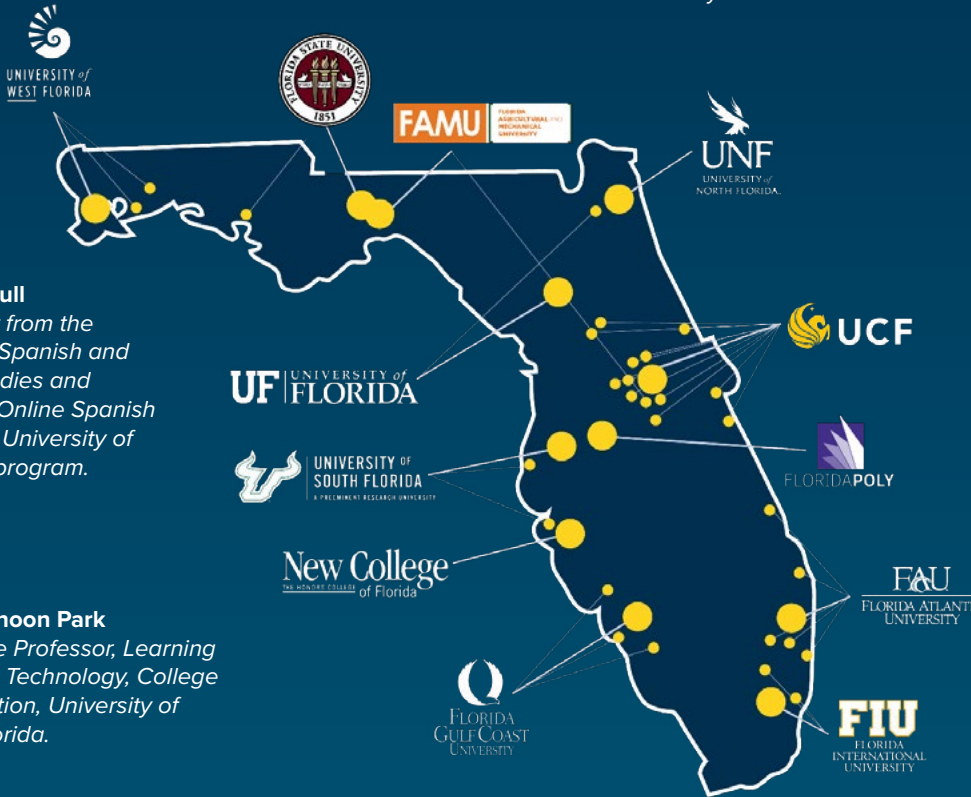 UNIVERSITY of
WEST FLORIDA
FLORIDA STATE UNIVERSITY
1851
FAMU
FLORIDA
AGRICULTURAL AND
MECHANICAL
UNIVERSITY
UNF
UNIVERSITY of
NORTH FLORIDA.
ull
from the
Spanish and
dies and
Online Spanish
University of
program.
UCF
UF
UNIVERSITY of
FLORIDA
UNIVERSITY OF
SOUTH FLORIDA
A PREEMINENT RESEARCH UNIVERSITY
FLORIDAPOLY
New College
THE HONORS COLLEGE of Florida
FAU
FLORIDA ATLANT
UNIVERSITY
hoon Park
e Professor, Learning
Technology, College
tion, University of
orida.
FLORIDA
GULF COAST
UNIVERSITY
FIU
FLORIDA
INTERNATIONAL
UNIVERSITY